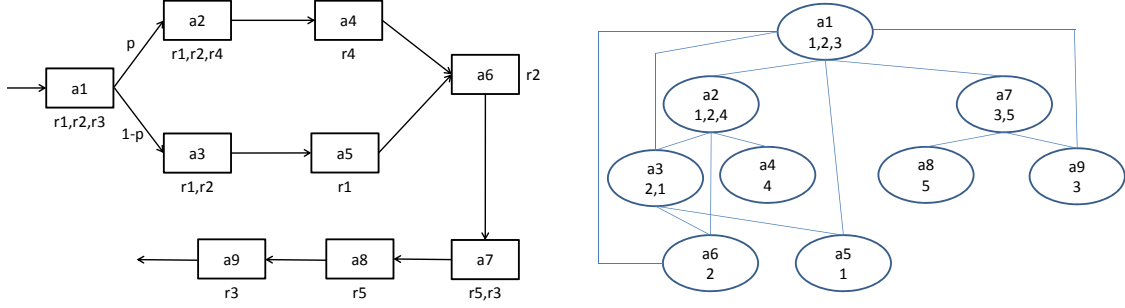 a2
a4
p
r1,r2,r4
r4
a6
r2
a1
r1,r2,r3
1-p
a3
a5
r1,r2
r1
a9
a8
a7
r3
r5
r5,r3
a1
1,2,3
a2
1,2,4
a7
3,5
a3
2,1
a4
4
a8
5
a9
3
a6
2
a5
1